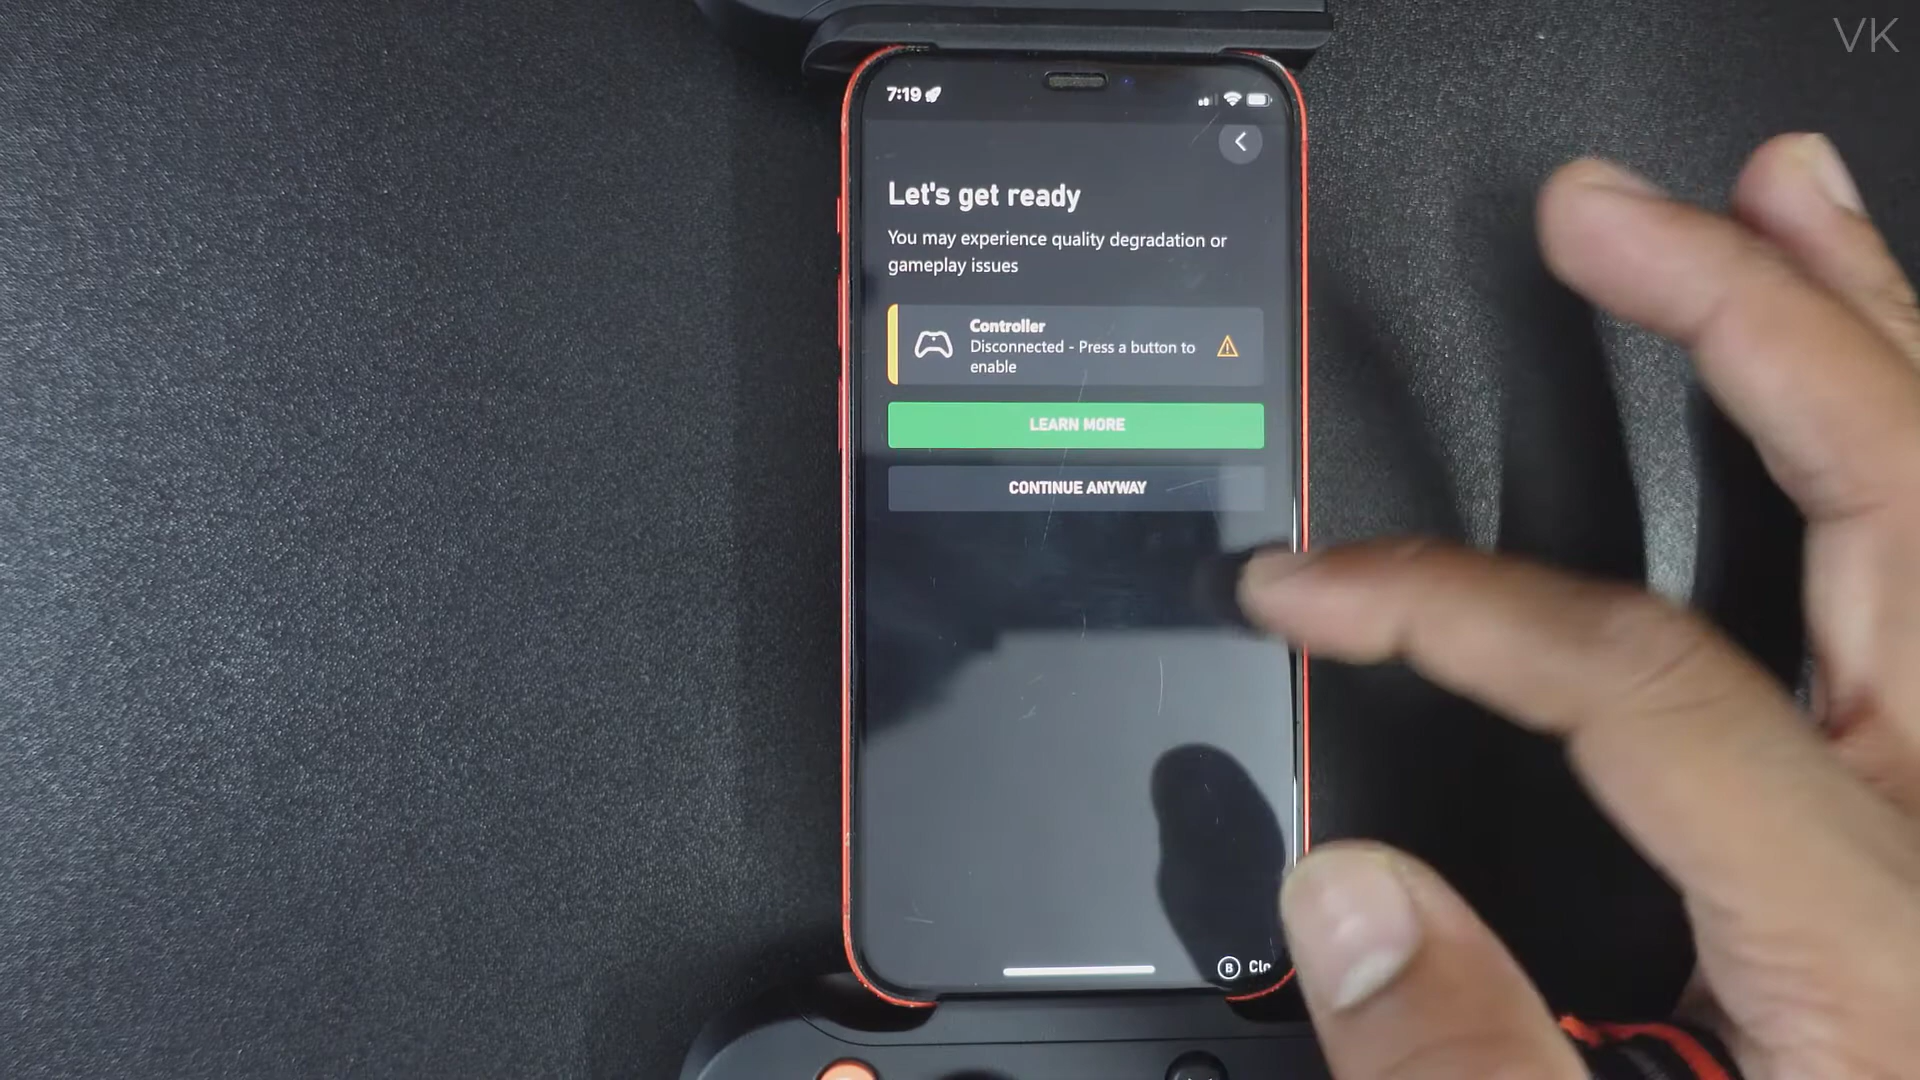 VK
7:19
Let's get ready
You may experience quality degradation or
gameplay issues
Controller
Disconnected - Press a button to
enable
LEARN MORE
CONTINUE ANYWAY
B Clo